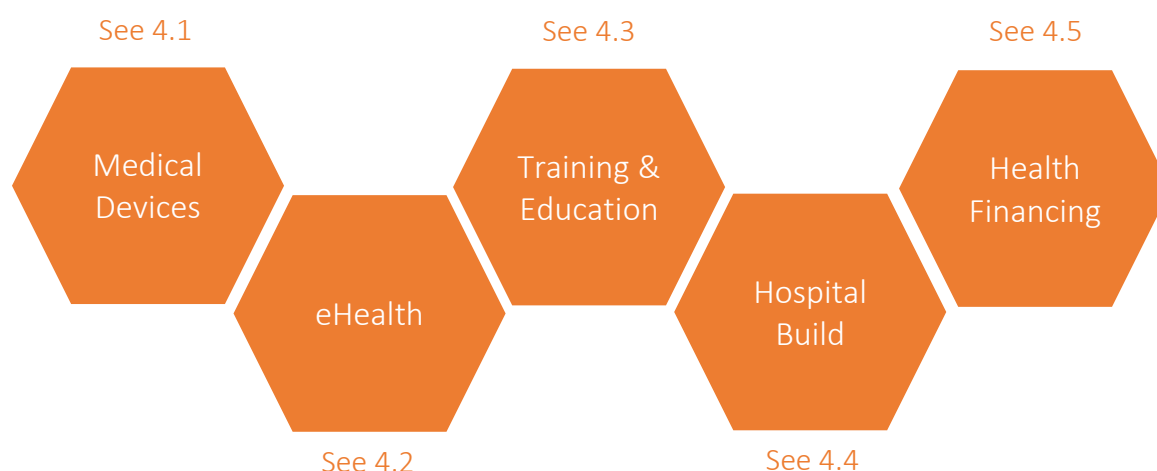 See 4.1
See 4.3
See 4.5
Medical
Devices
Training &
Education
Health
Financing
eHealth
Hospital
Build
See 4.2
See 4.4